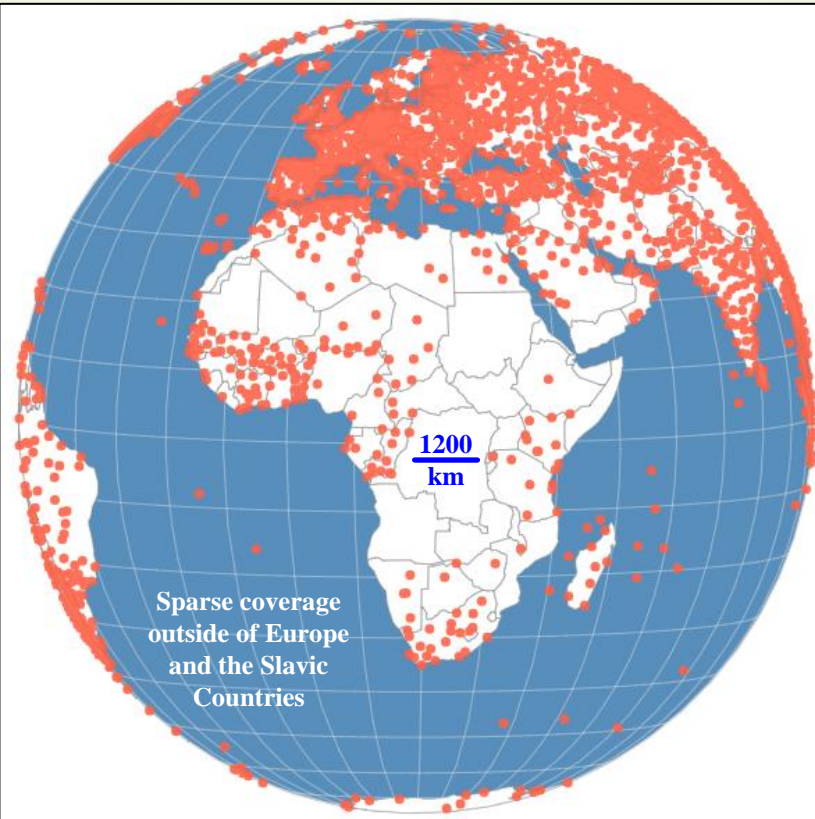 1200
km
Sparse coverage
outside of Europe
and the Slavic
Countries